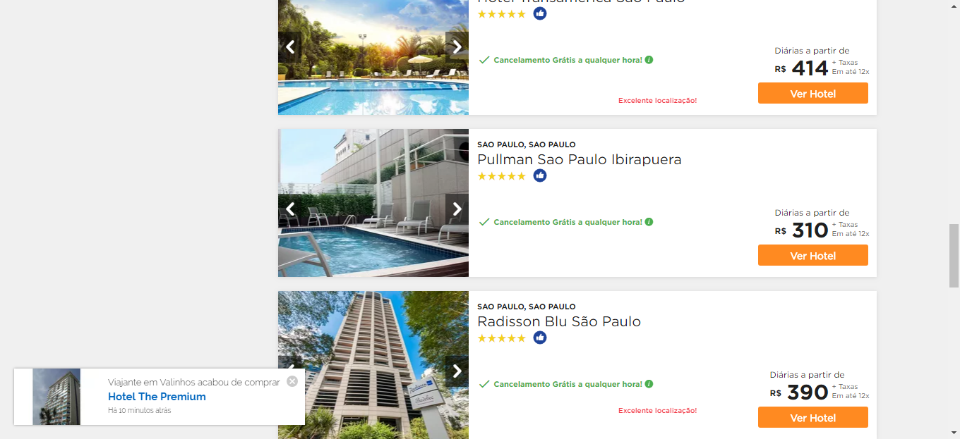 Hotel Transamerica São Paulo
Cancelamento Grátis a qualquer hora!
Diárias a partir de
R$ 414 + Taxas
Em até 12x
Excelente localização!
Ver Hotel
SAO PAULO, SAO PAULO
Pullman Sao Paulo Ibirapuera
Cancelamento Grátis a qualquer hora!
Diárias a partir de
R$ 310 + Taxas
Em até 12x
Ver Hotel
SAO PAULO, SAO PAULO
Radisson Blu São Paulo
Cancelamento Grátis a qualquer hora!
Diárias a partir de
R$ 390 + Taxas
Em até 12x
Excelente localização!
Ver Hotel
Viajante em Valinhos acabou de comprar
Hotel The Premium
Há 10 minutos atrás